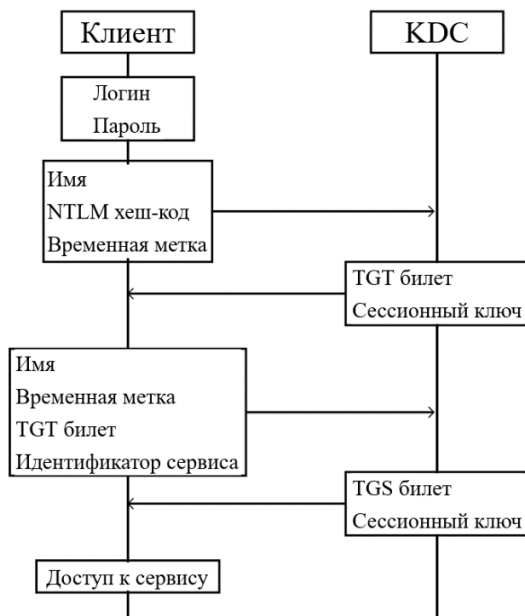 Клиент
KDC
Логин
Пароль
Имя
NTLM хеш-код
Временная метка
TGT билет
Сессионный ключ
Имя
Временная метка
TGT билет
Идентификатор сервиса
TGS билет
Сессионный ключ
Доступ к сервису